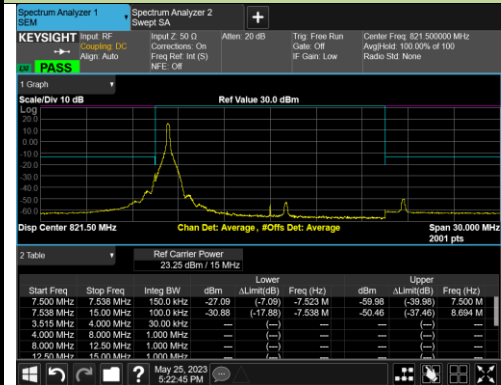 Spectrum Analyzer 1
SEM
Spectrum Analyzer 2
Swept SA
KEYSIGHT
Input: RF
Coupling: DC
Align: Auto
Input Z: 50 Ω
Corrections: On
Freq Ref: Int (S)
NFE: Off
Atten: 20 dB
Trig: Free Run
Gate: Off
IF Gain: Low
Center Freq: 821.500000 MHz
Avg|Hold: 100.00% of 100
Radio Std: None
PASS
1 Graph
Scale/Div 10 dB
Ref Value 30.0 dBm
Log
20.0
10.0
0.00
-10.0
-20.0
-30.0
-40.0
-50.0
-60.0
Disp Center 821.50 MHz
Chan Det: Average, #Offs Det: Average
Span 30.000 MHz
2001 pts
2 Table
Ref Carrier Power
23.25 dBm / 15 MHz
Lower Upper
Start Freq Stop Freq Integ BW dBm ΔLimit(dB) Freq (Hz) dBm ΔLimit(dB) Freq (Hz)
7.500 MHz 7.538 MHz 150.0 kHz -27.09 (-7.09) -7.523 M -59.98 (-39.98) 7.500 M
7.538 MHz 15.00 MHz 100.0 kHz -30.88 (-17.88) -7.538 M -50.46 (-37.46) 8.694 M
3.515 MHz 4.000 MHz 30.00 kHz --- (---) --- --- (---) ---
4.000 MHz 8.000 MHz 1.000 MHz --- (---) --- --- (---) ---
8.000 MHz 12.50 MHz 1.000 MHz --- (---) --- --- (---) ---
12.50 MHz 15.00 MHz 1.000 MHz --- (---) --- --- (---) ---
?
May 25, 2023
5:22:45 PM